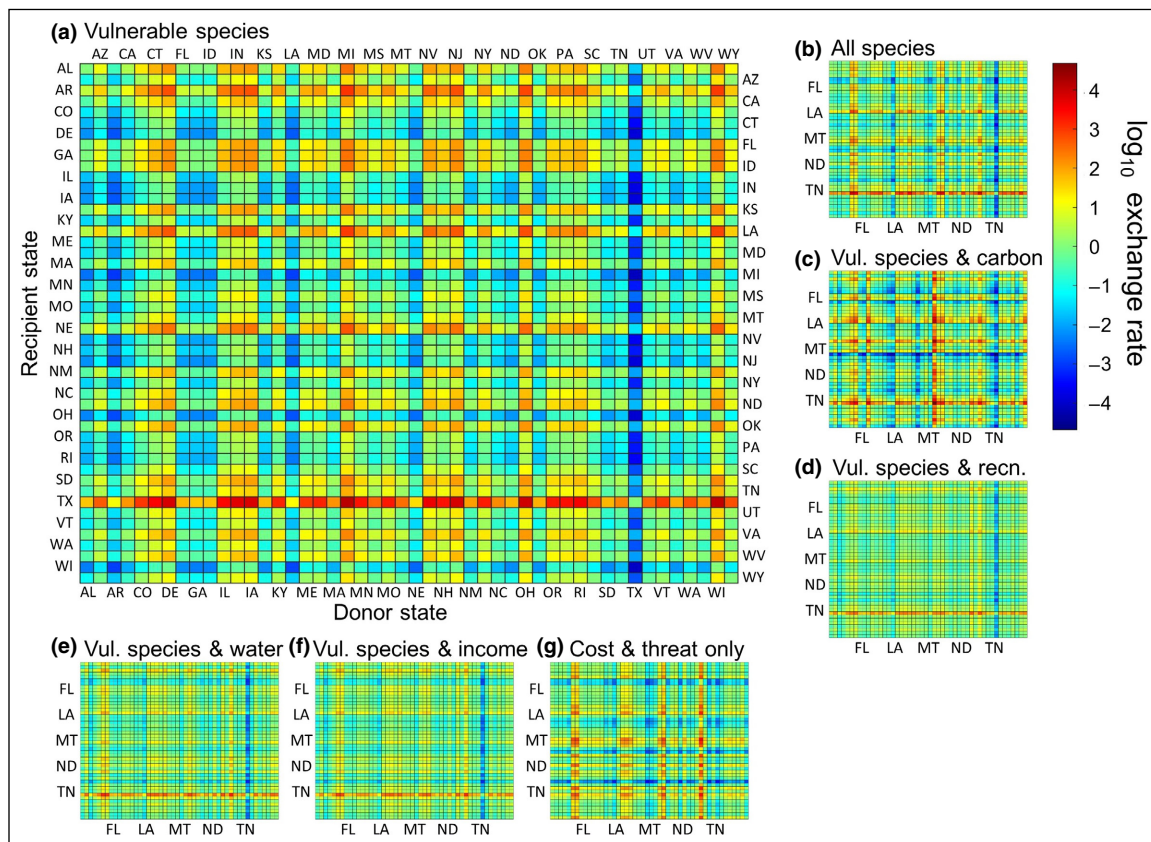 (a) Vulnerable species
AZ CA CT FL ID IN KS LA MD MI MS MT NV NJ NY ND OK PA SC TN UT VA WV WY
AL
AR
CO
DE
GA
IL
IA
KY
ME
MA
MN
MO
NE
NH
NM
NC
OH
OR
RI
SD
TX
VT
WA
WI
Recipient state
AZ
CA
CT
FL
ID
IN
KS
LA
MD
MI
MS
MT
NV
NJ
NY
ND
OK
PA
SC
TN
UT
VA
WV
WY
AL AR CO DE GA IL IA KY ME MA MN MO NE NH NM NC OH OR RI SD TX VT WA WI
Donor state
(b) All species
FL
LA
MT
ND
TN
FL LA MT ND TN
(c) Vul. species & carbon
FL
LA
MT
ND
TN
FL LA MT ND TN
(d) Vul. species & recn.
FL
LA
MT
ND
TN
FL LA MT ND TN
4
3
2
1
0
−1
−2
−3
−4
log10 exchange rate
(e) Vul. species & water
FL
LA
MT
ND
TN
FL LA MT ND TN
(f) Vul. species & income
FL
LA
MT
ND
TN
FL LA MT ND TN
(g) Cost & threat only
FL
LA
MT
ND
TN
FL LA MT ND TN